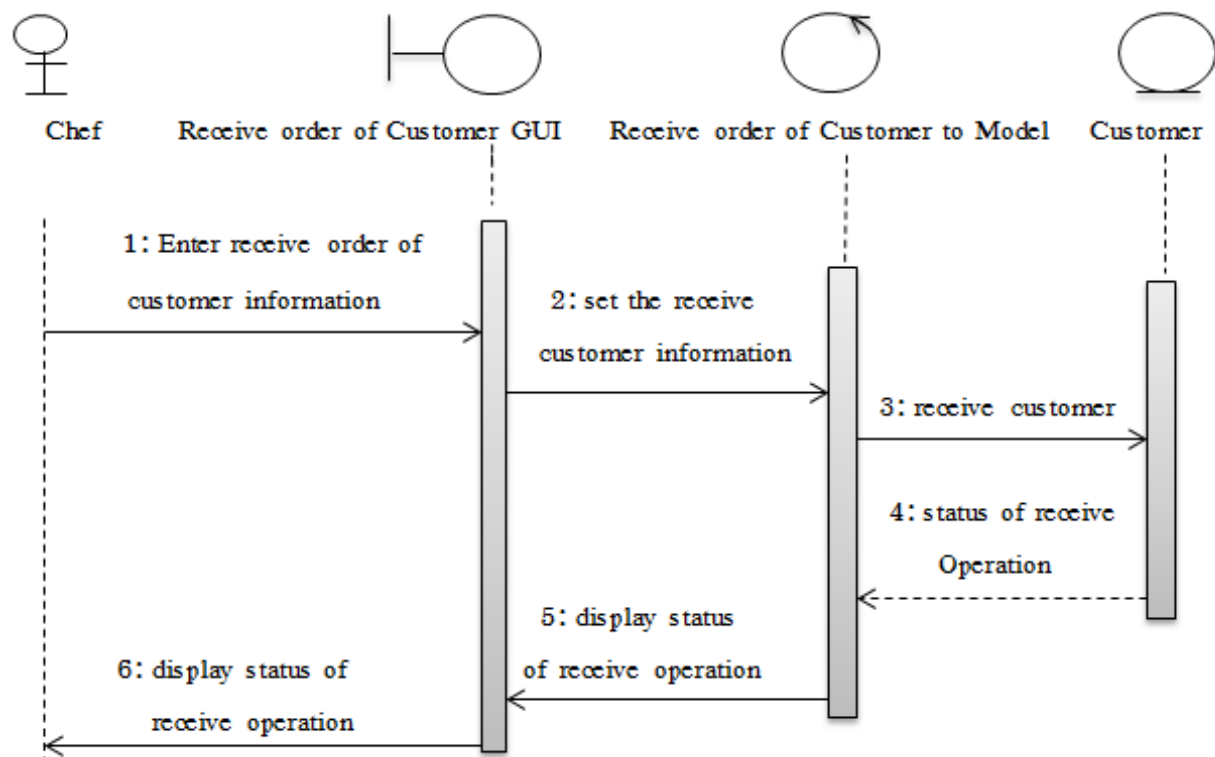 Chef
Receive order of Customer GUI
Receive order of Customer to Model
Customer
1: Enter receive order of
customer information
2: set the receive
customer information
3: receive customer
4: status of receive
Operation
5: display status
of receive operation
6: display status of
receive operation